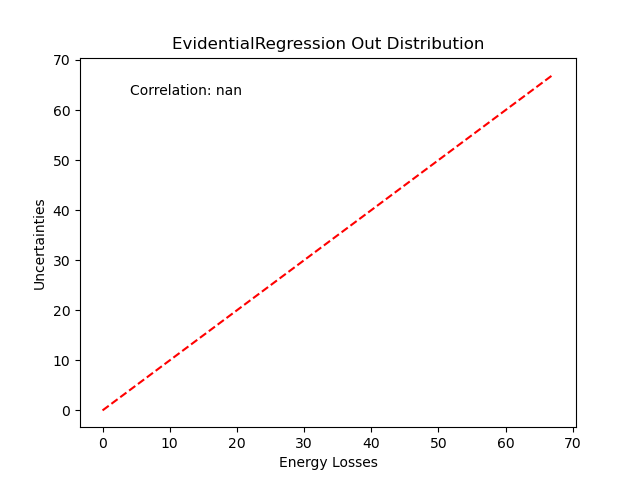 EvidentialRegression Out Distribution
Correlation: nan
70
60
50
40
30
20
10
0
Uncertainties
0 10 20 30 40 50 60 70
Energy Losses